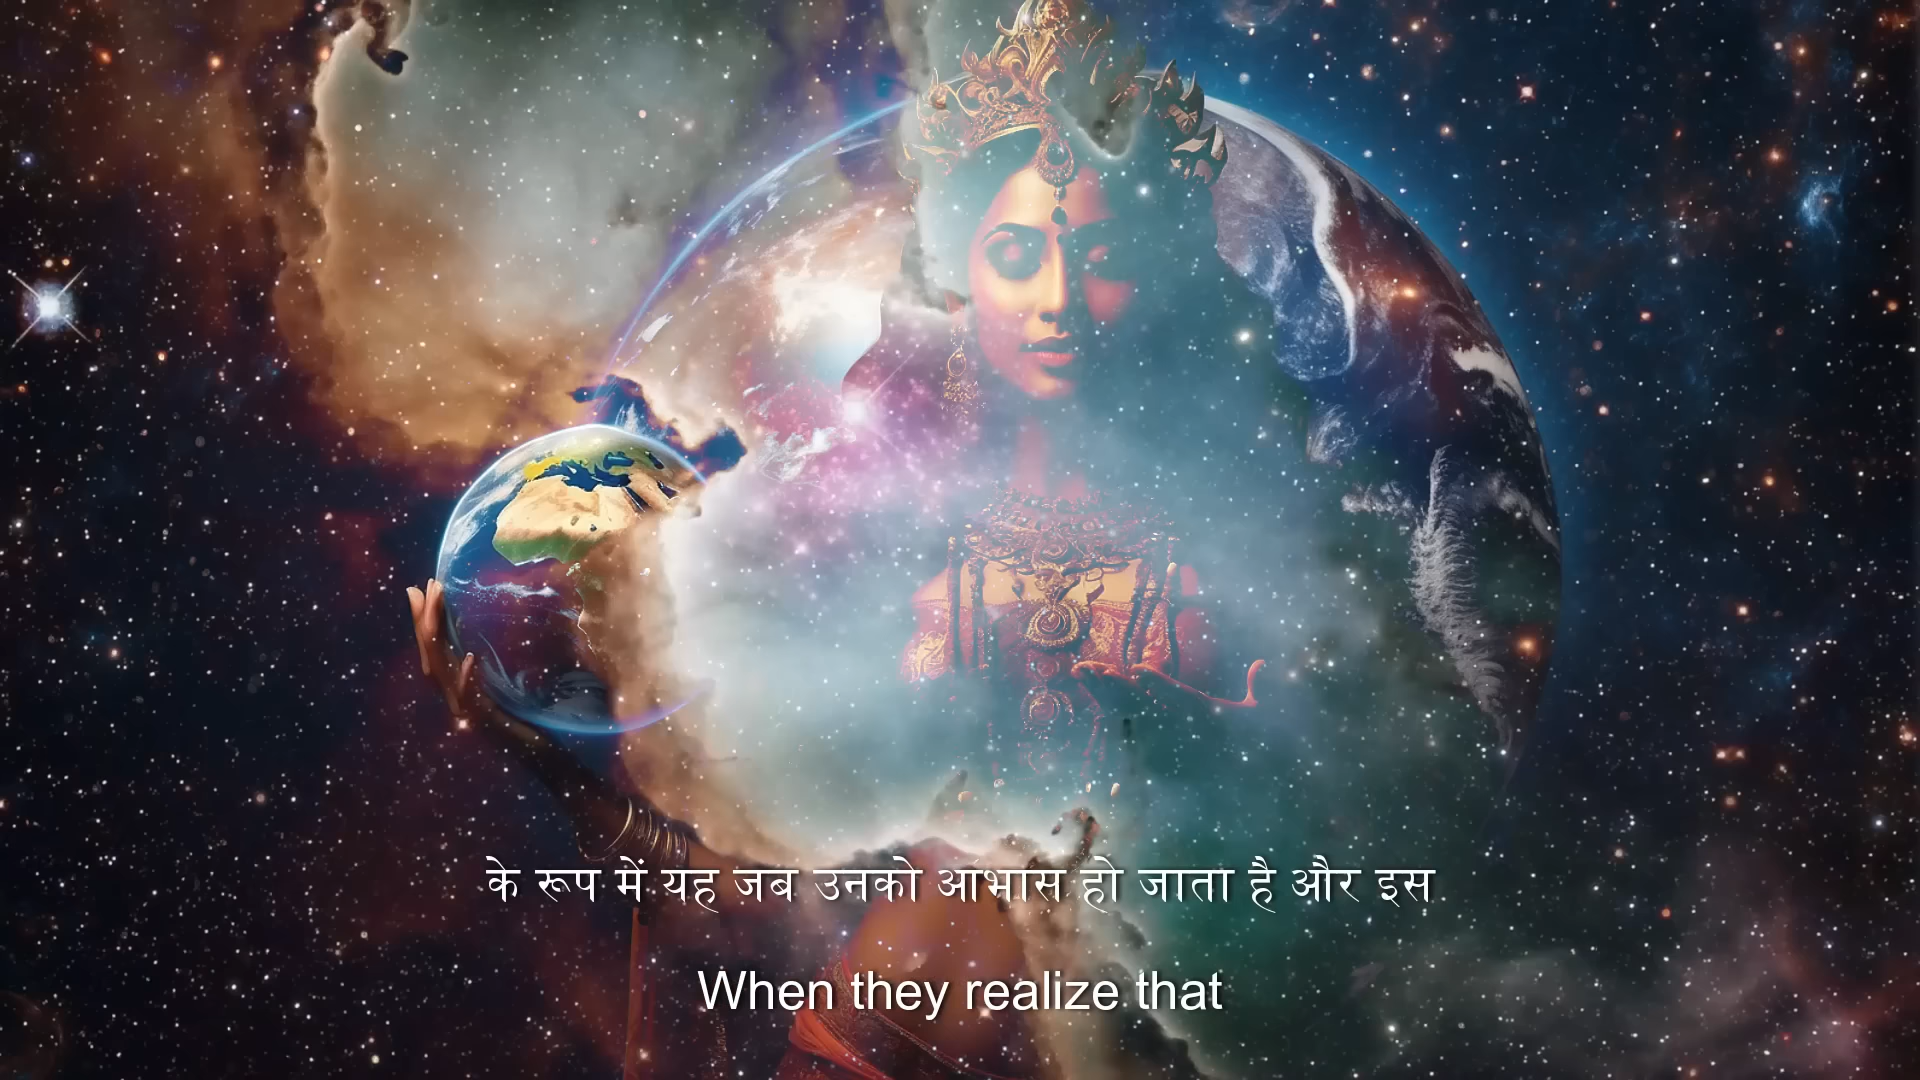 के रूप में यह जब उनको आभास हो जाता है और इस
When they realize that